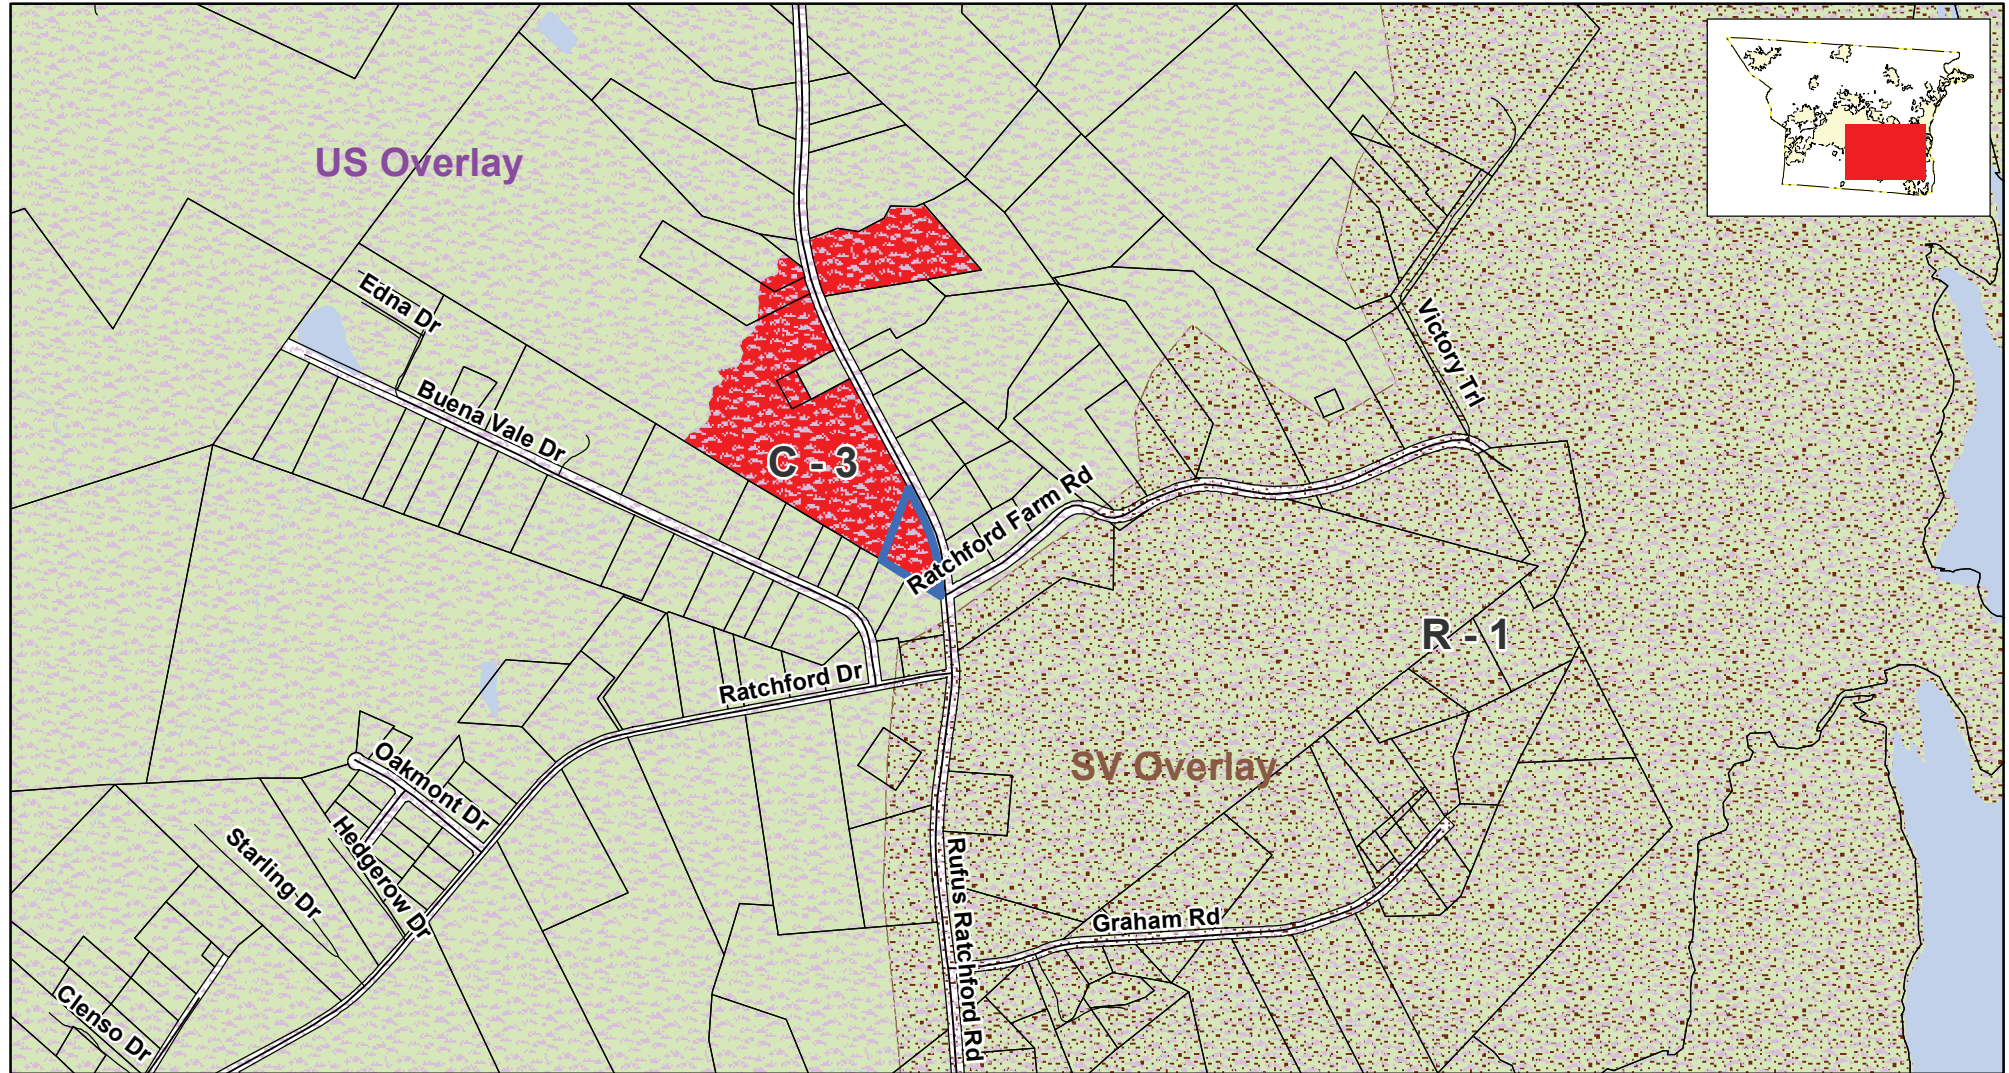 US Overlay
Edna Dr
Victory Trl
Buena Vale Dr
C - 3
Ratchford Farm Rd
R - 1
Ratchford Dr
Oakmont Dr
SV Overlay
Hedgerow Dr
Starling Dr
Rufus Ratchford Rd
Graham Rd
Clenso Dr